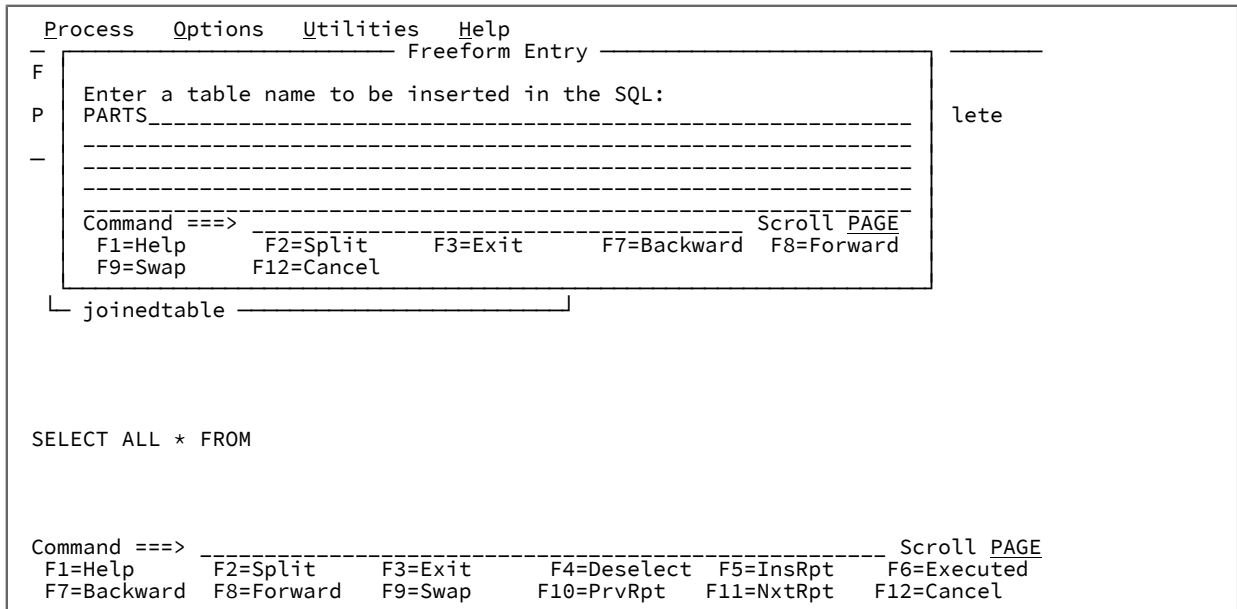 Process   Options   Utilities   Help
Freeform Entry
F
Enter a table name to be inserted in the SQL:
P PARTS_____________________________________________________________ lete
Command ===> ______________________________________ Scroll PAGE
F1=Help F2=Split F3=Exit F7=Backward F8=Forward
F9=Swap F12=Cancel
joinedtable
SELECT ALL * FROM
Command ===> _____________________________________________________ Scroll PAGE
F1=Help F2=Split F3=Exit F4=Deselect F5=InsRpt F6=Executed
F7=Backward F8=Forward F9=Swap F10=PrvRpt F11=NxtRpt F12=Cancel